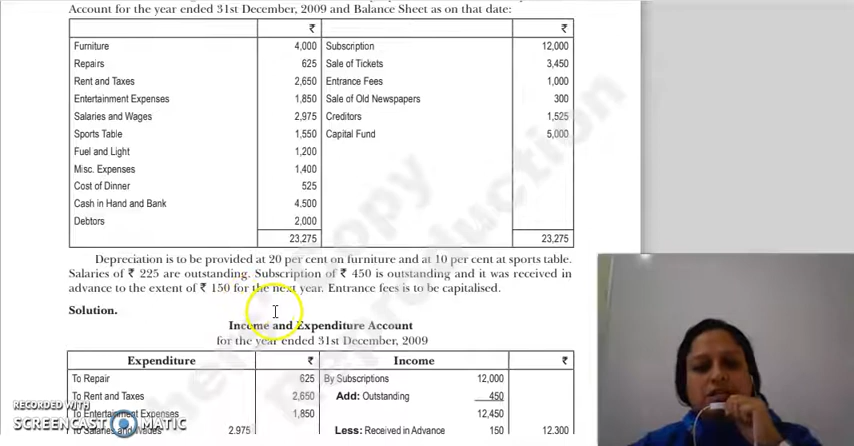 Account for the year ended 31st December, 2009 and Balance Sheet as on that date:
₹ ₹
Furniture 4,000 Subscription 12,000
Repairs 625 Sale of Tickets 3,450
Rent and Taxes 2,650 Entrance Fees 1,000
Entertainment Expenses 1,850 Sale of Old Newspapers 300
Salaries and Wages 2,975 Creditors 1,525
Sports Table 1,550 Capital Fund 5,000
Fuel and Light 1,200
Misc. Expenses 1,400
Cost of Dinner 525
Cash in Hand and Bank 4,500
Debtors 2,000
23,275 23,275
Depreciation is to be provided at 20 per cent on furniture and at 10 per cent at sports table.
Salaries of ₹ 225 are outstanding. Subscription of ₹ 450 is outstanding and it was received in
advance to the extent of ₹ 150 for the next year. Entrance fees is to be capitalised.
Solution.
Income and Expenditure Account
for the year ended 31st December, 2009
Expenditure ₹ Income ₹
To Repair 625 By Subscriptions 12,000
To Rent and Taxes 2,650 Add: Outstanding 450
To Entertainment Expenses 1,850 12,450
To Salaries and Wages 2,975 Less: Received in Advance 150 12,300
RECORDED WITH
SCREENCAST MATIC